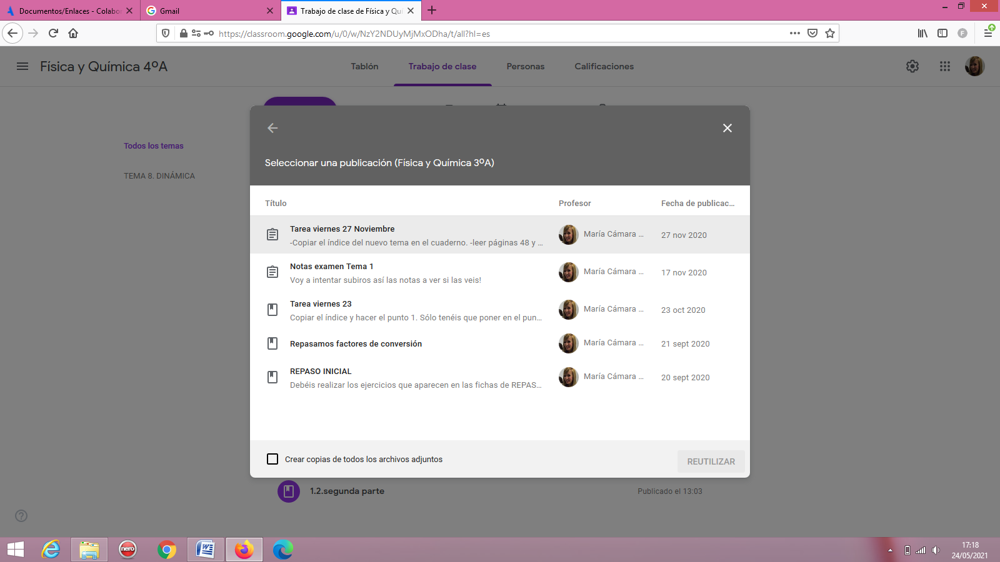 Documentos/Enlaces - Colabor
Gmail
Trabajo de clase de Física y Quí
https://classroom.google.com/u/0/w/NzY2NDUyMjMxODha/t/all?hl=es
F
Física y Química 4ºA
Tablón
Trabajo de clase
Personas
Calificaciones
Todos los temas
TEMA 8. DINÁMICA
Seleccionar una publicación (Física y Química 3ºA)
Título
Profesor
Fecha de publicac...
Tarea viernes 27 Noviembre
-Copiar el índice del nuevo tema en el cuaderno. -leer páginas 48 y ...
María Cámara ...
27 nov 2020
Notas examen Tema 1
Voy a intentar subiros así las notas a ver si las veis!
María Cámara ...
17 nov 2020
Tarea viernes 23
Copiar el índice y hacer el punto 1. Sólo tenéis que poner en el pun...
María Cámara ...
23 oct 2020
Repasamos factores de conversión
María Cámara ...
21 sept 2020
REPASO INICIAL
Debéis realizar los ejercicios que aparecen en las fichas de REPAS...
María Cámara ...
20 sept 2020
Crear copias de todos los archivos adjuntos
REUTILIZAR
1.2.segunda parte
Publicado el 13:03
nero
17:18
24/05/2021